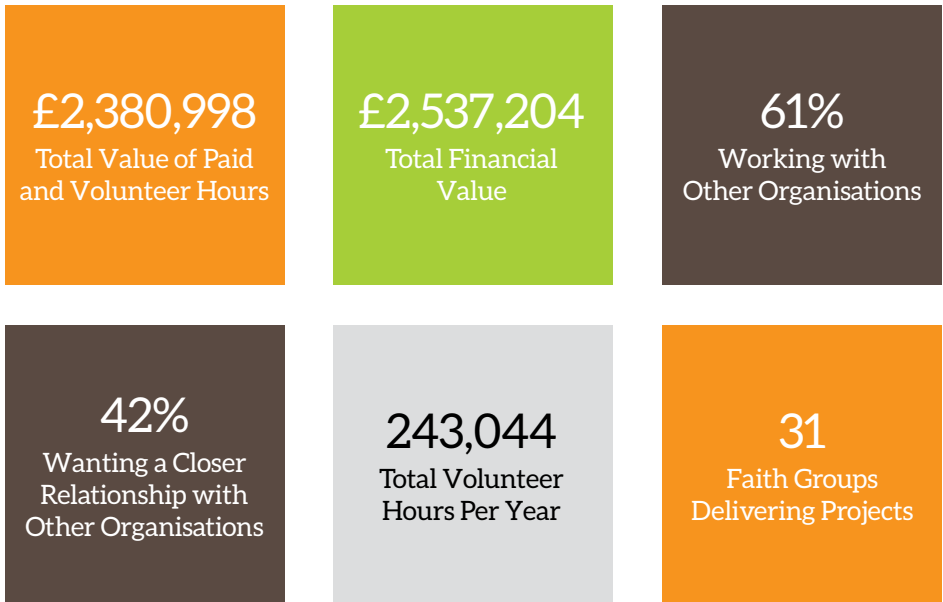 £2,380,998
Total Value of Paid
and Volunteer Hours
£2,537,204
Total Financial
Value
61%
Working with
Other Organisations
42%
Wanting a Closer
Relationship with
Other Organisations
243,044
Total Volunteer
Hours Per Year
31
Faith Groups
Delivering Projects